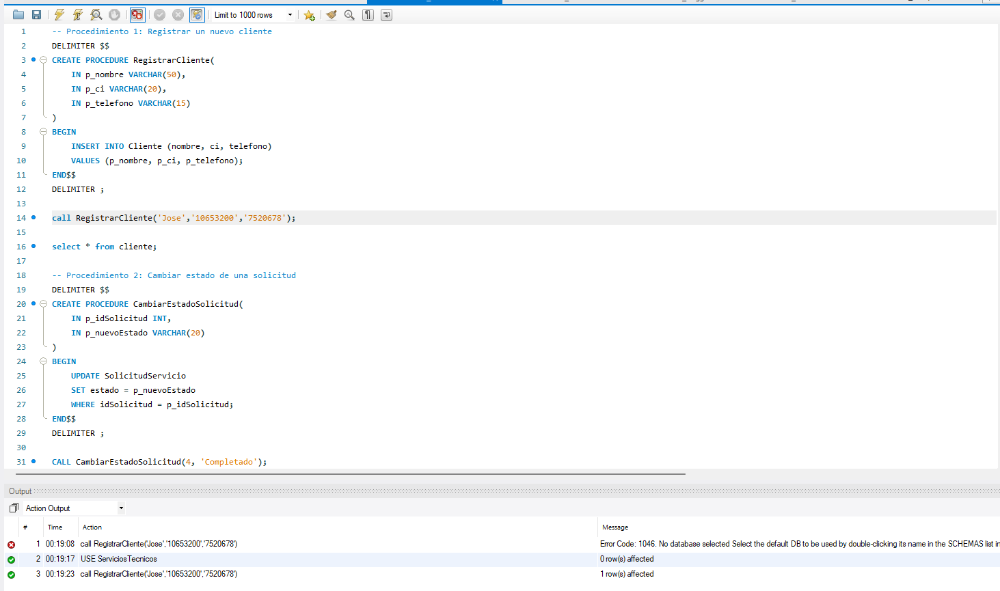 Limit to 1000 rows
1 -- Procedimiento 1: Registrar un nuevo cliente
2 DELIMITER $$
3 CREATE PROCEDURE RegistrarCliente(
4 IN p_nombre VARCHAR(50),
5 IN p_ci VARCHAR(20),
6 IN p_telefono VARCHAR(15)
7 )
8 BEGIN
9 INSERT INTO Cliente (nombre, ci, telefono)
10 VALUES (p_nombre, p_ci, p_telefono);
11 END$$
12 DELIMITER ;
13
14 call RegistrarCliente('Jose','10653200','7520678');
15
16 select * from cliente;
17
18 -- Procedimiento 2: Cambiar estado de una solicitud
19 DELIMITER $$
20 CREATE PROCEDURE CambiarEstadoSolicitud(
21 IN p_idSolicitud INT,
22 IN p_nuevoEstado VARCHAR(20)
23 )
24 BEGIN
25 UPDATE SolicitudServicio
26 SET estado = p_nuevoEstado
27 WHERE idSolicitud = p_idSolicitud;
28 END$$
29 DELIMITER ;
30
31 CALL CambiarEstadoSolicitud(4, 'Completado');
Output
Action Output
# Time Action Message
1 00:19:08 call RegistrarCliente('Jose','10653200','7520678') Error Code: 1046. No database selected Select the default DB to be used by double-clicking its name in the SCHEMAS list in
2 00:19:17 USE ServiciosTecnicos 0 row(s) affected
3 00:19:23 call RegistrarCliente('Jose','10653200','7520678') 1 row(s) affected